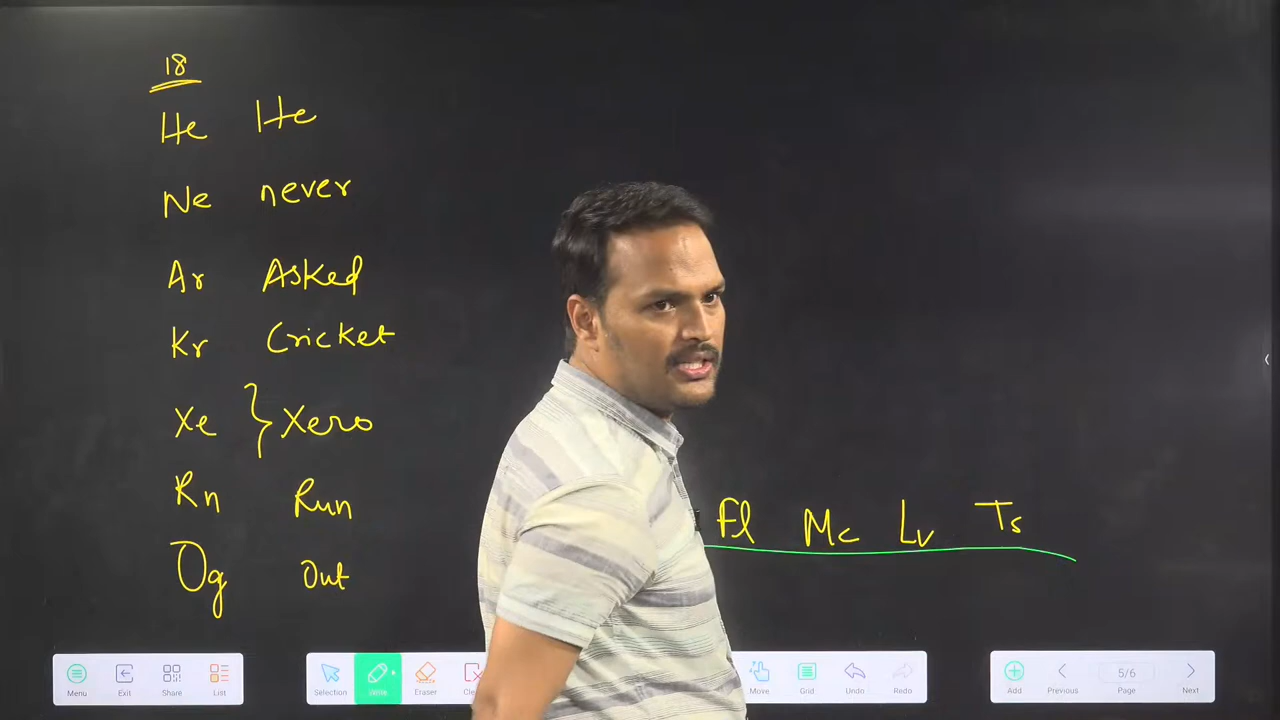 18
He He
Ne never
Ar Asked
Kr Cricket
Xe } Xero
Rn Run
Og Out
Fl Mc Lv Ts
Menu Exit Share List
Selection Write Eraser
Move Grid Undo Redo
Add Previous 5/6 Page Next